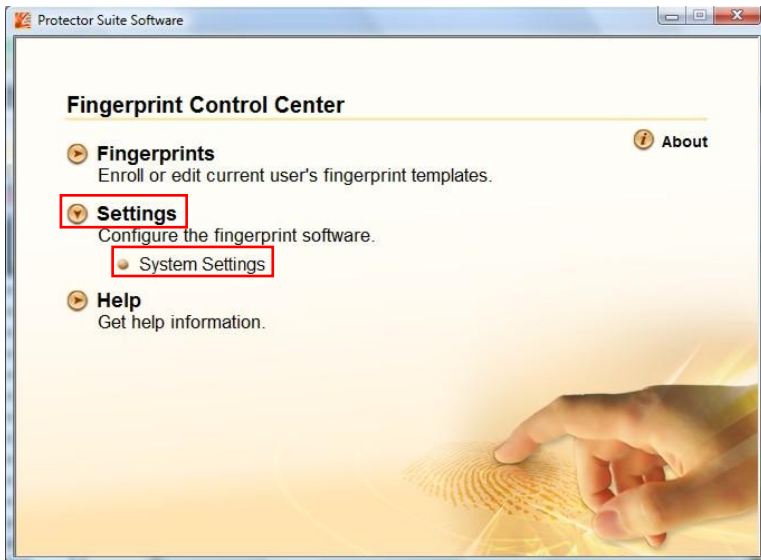 Protector Suite Software
Fingerprint Control Center
About
Fingerprints
Enroll or edit current user's fingerprint templates.
Settings
Configure the fingerprint software.
System Settings
Help
Get help information.